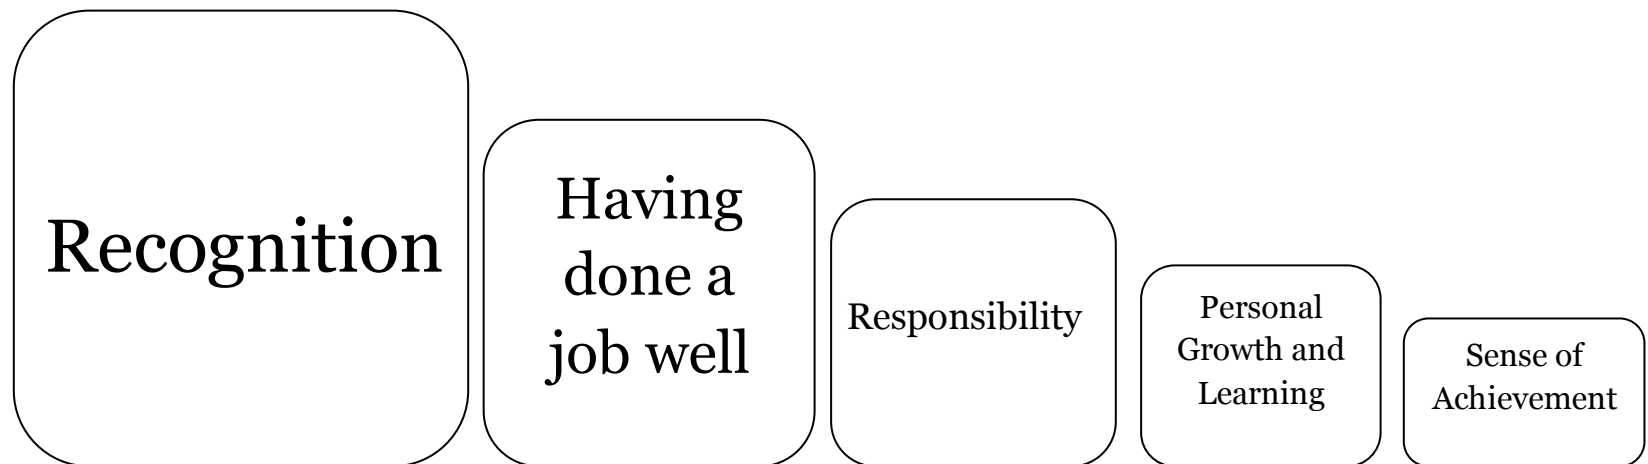 Recognition
Having
done a
job well
Responsibility
Personal
Growth and
Learning
Sense of
Achievement